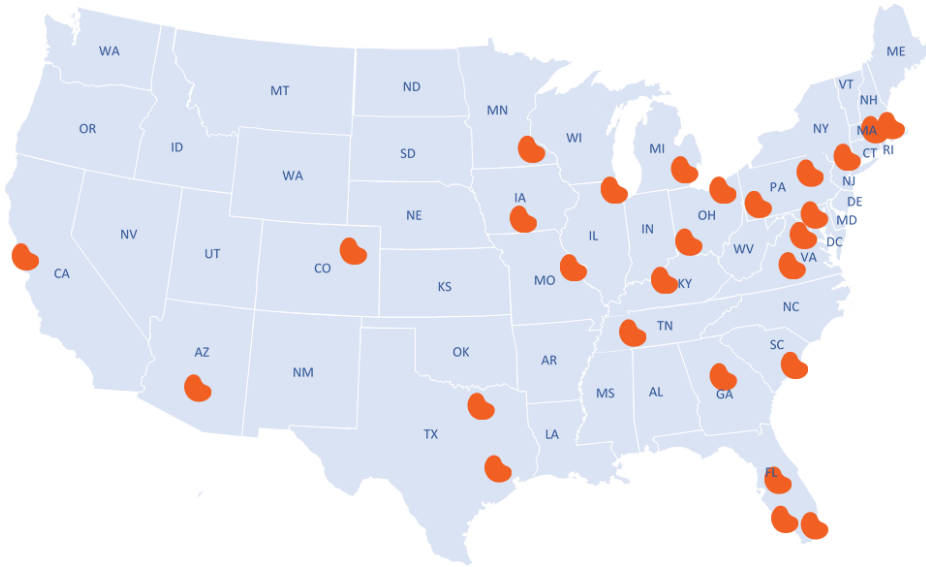 WA
ME
VT
MT
ND
NH
MN
OR
NY
MA
WI
ID
MI
SD
CT
RI
WA
PA
NJ
IA
DE
NE
OH
MD
NV
IN
IL
DC
WV
UT
VA
CO
CA
MO
KY
KS
NC
TN
SC
AZ
OK
AR
NM
MS
AL
GA
TX
LA
FL